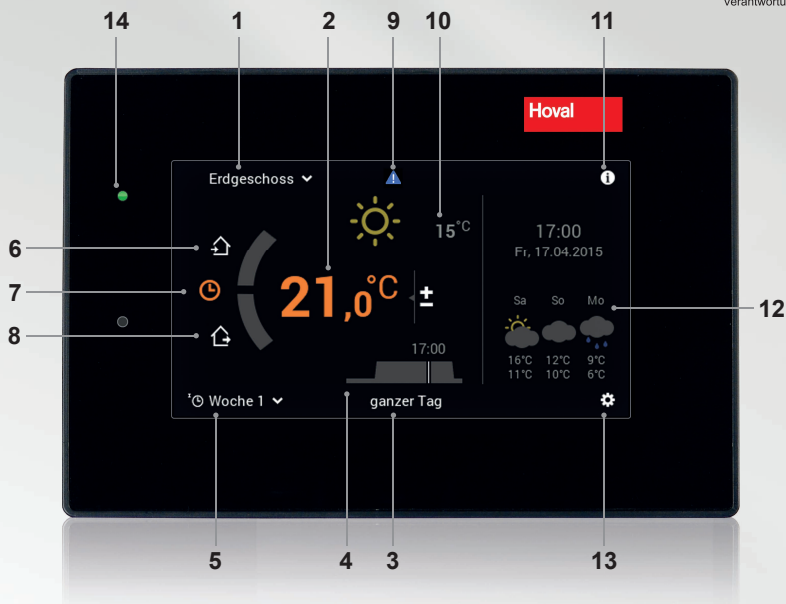 verantwortu
14 1 2 9 10 11
Hoval
Erdgeschoss
15°C
17:00
Fr, 17.04.2015
6
7
8
21,0°C
±
Sa So Mo
12
16°C 12°C 9°C
11°C 10°C 6°C
17:00
1 Woche 1
ganzer Tag
5 4 3 13